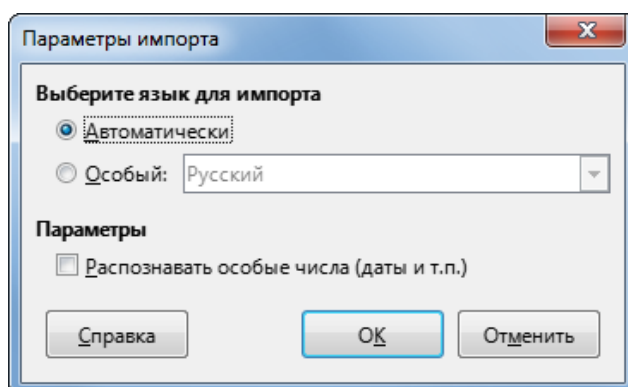 Параметры импорта
Выберите язык для импорта
Автоматически
Особый: Русский
Параметры
Распознавать особые числа (даты и т.п.)
Справка OK Отменить